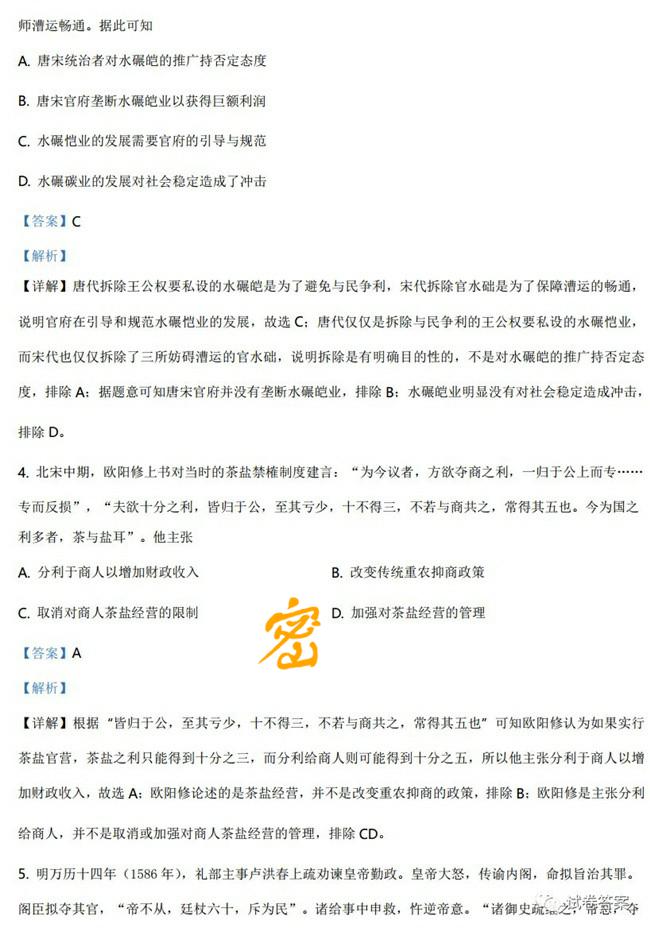 师漕运畅通。据此可知
A. 唐宋统治者对水碾皑的推广持否定态度
B. 唐宋官府垄断水碾皑业以获得巨额利润
C. 水碾恺业的发展需要官府的引导与规范
D. 水碾碳业的发展对社会稳定造成了冲击
【答案】C
【解析】
【详解】唐代拆除王公权要私设的水碾皑是为了避免与民争利，宋代拆除官水础是为了保障漕运的畅通，
说明官府在引导和规范水碾恺业的发展，故选 C；唐代仅仅是拆除与民争利的王公权要私设的水碾恺业，
而宋代也仅仅拆除了三所妨碍漕运的官水础，说明拆除是有明确目的性的，不是对水碾皑的推广持否定态
度，排除 A；据题意可知唐宋官府并没有垄断水碾皑业，排除 B；水碾皑业明显没有对社会稳定造成冲击，
排除 D。
4. 北宋中期，欧阳修上书对当时的茶盐禁榷制度建言：“为今议者，方欲夺商之利，一归于公上而专……
专而反损”，“夫欲十分之利，皆归于公，至其亏少，十不得三，不若与商共之，常得其五也。今为国之
利多者，茶与盐耳”。他主张
A. 分利于商人以增加财政收入 B. 改变传统重农抑商政策
C. 取消对商人茶盐经营的限制 D. 加强对茶盐经营的管理
密
【答案】A
【解析】
【详解】根据“皆归于公，至其亏少，十不得三，不若与商共之，常得其五也”可知欧阳修认为如果实行
茶盐官营，茶盐之利只能得到十分之三，而分利给商人则可能得到十分之五，所以他主张分利于商人以增
加财政收入，故选 A；欧阳修论述的是茶盐经营，并不是改变重农抑商的政策，排除 B；欧阳修是主张分利
给商人，并不是取消或加强对商人茶盐经营的管理，排除 CD。
5. 明万历十四年（1586 年），礼部主事卢洪春上疏劝谏皇帝勤政。皇帝大怒，传谕内阁，命拟旨治其罪。
阁臣拟夺其官，“帝不从，廷杖六十，斥为民”。诸给事中申救，忤逆帝意。“诸御史疏继之，帝怒，夺
试卷答案